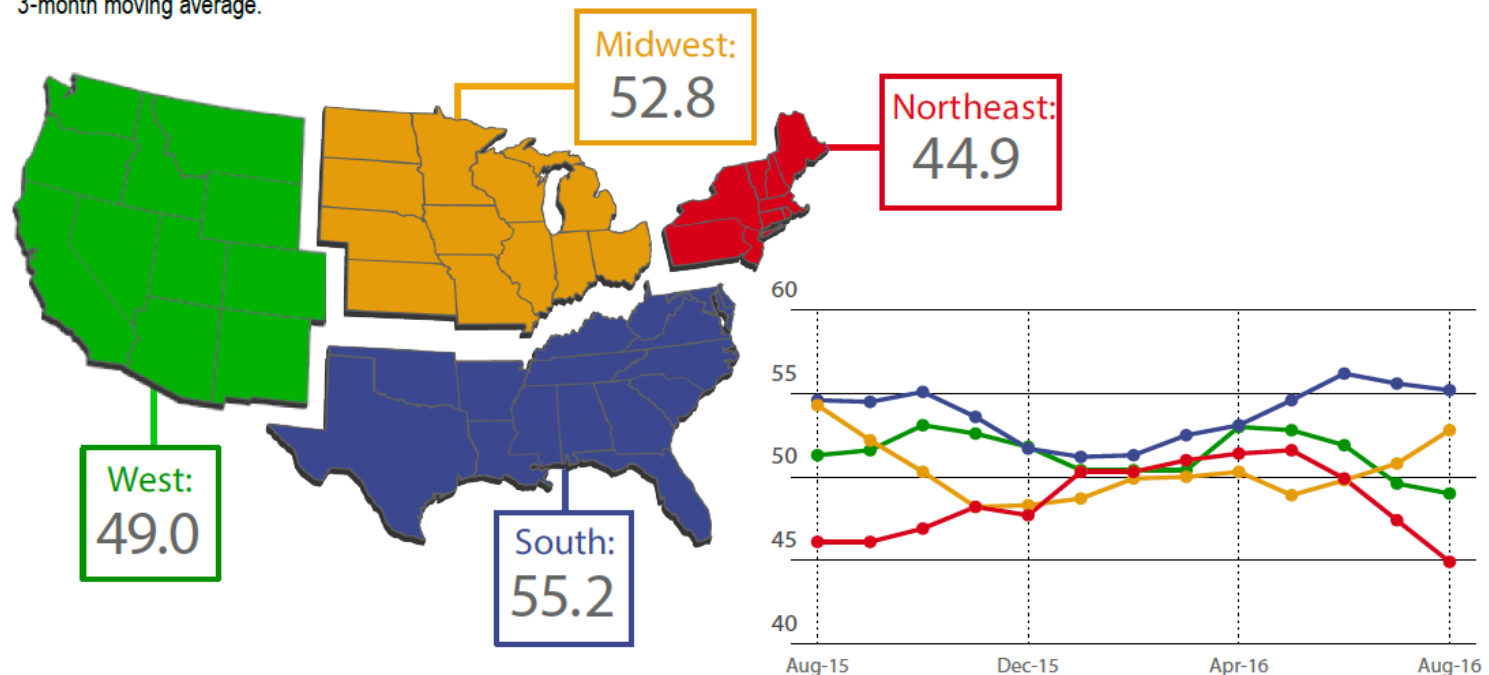 3-month moving average.
Midwest:
52.8
Northeast:
44.9
West:
49.0
South:
55.2
60
55
50
45
40
Aug-15 Dec-15 Apr-16 Aug-16